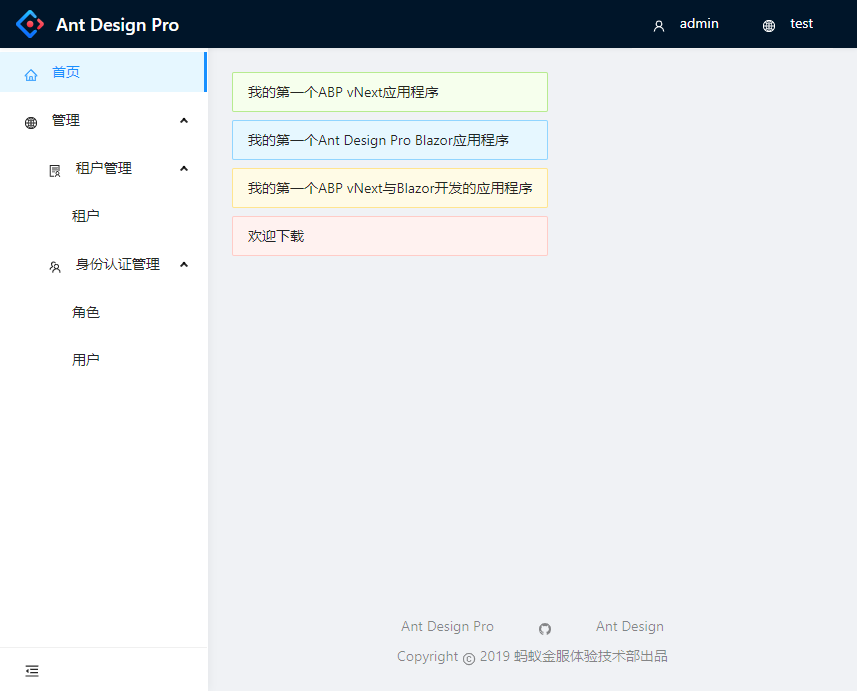 Ant Design Pro
admin
test
首页
管理
租户管理
租户
身份认证管理
角色
用户
我的第一个ABP vNext应用程序
我的第一个Ant Design Pro Blazor应用程序
我的第一个ABP vNext与Blazor开发的应用程序
欢迎下载
Ant Design Pro Ant Design
Copyright © 2019 蚂蚁金服体验技术部出品